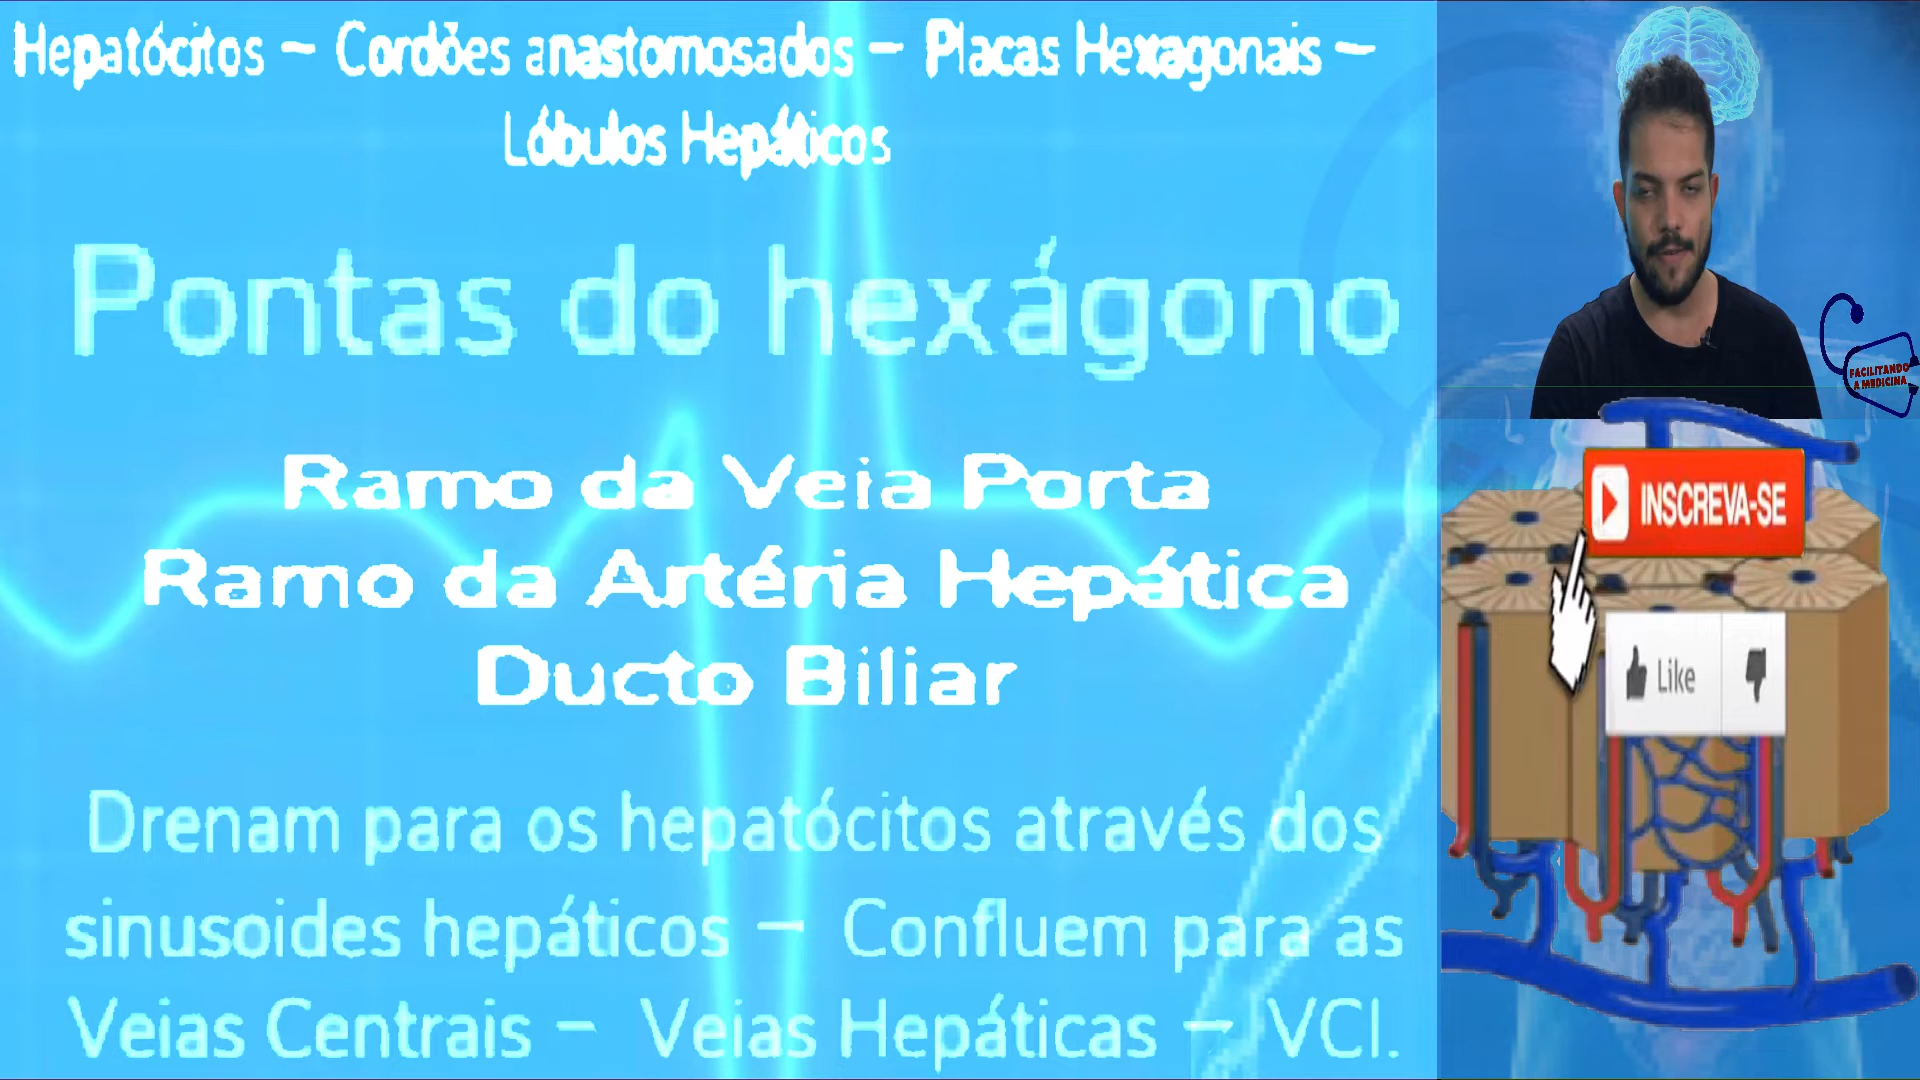 Hepatócitos – Cordões anastomosados – Placas Hexagonais –
Lóbulos Hepáticos
Pontas do hexágono
Ramo da Veia Porta
Ramo da Artéria Hepática
Ducto Biliar
Drenam para os hepatócitos através dos
sinusoides hepáticos – Confluem para as
Veias Centrais – Veias Hepáticas – VCI.
FACILITANDO
A MEDICINA
INSCREVA-SE
Like